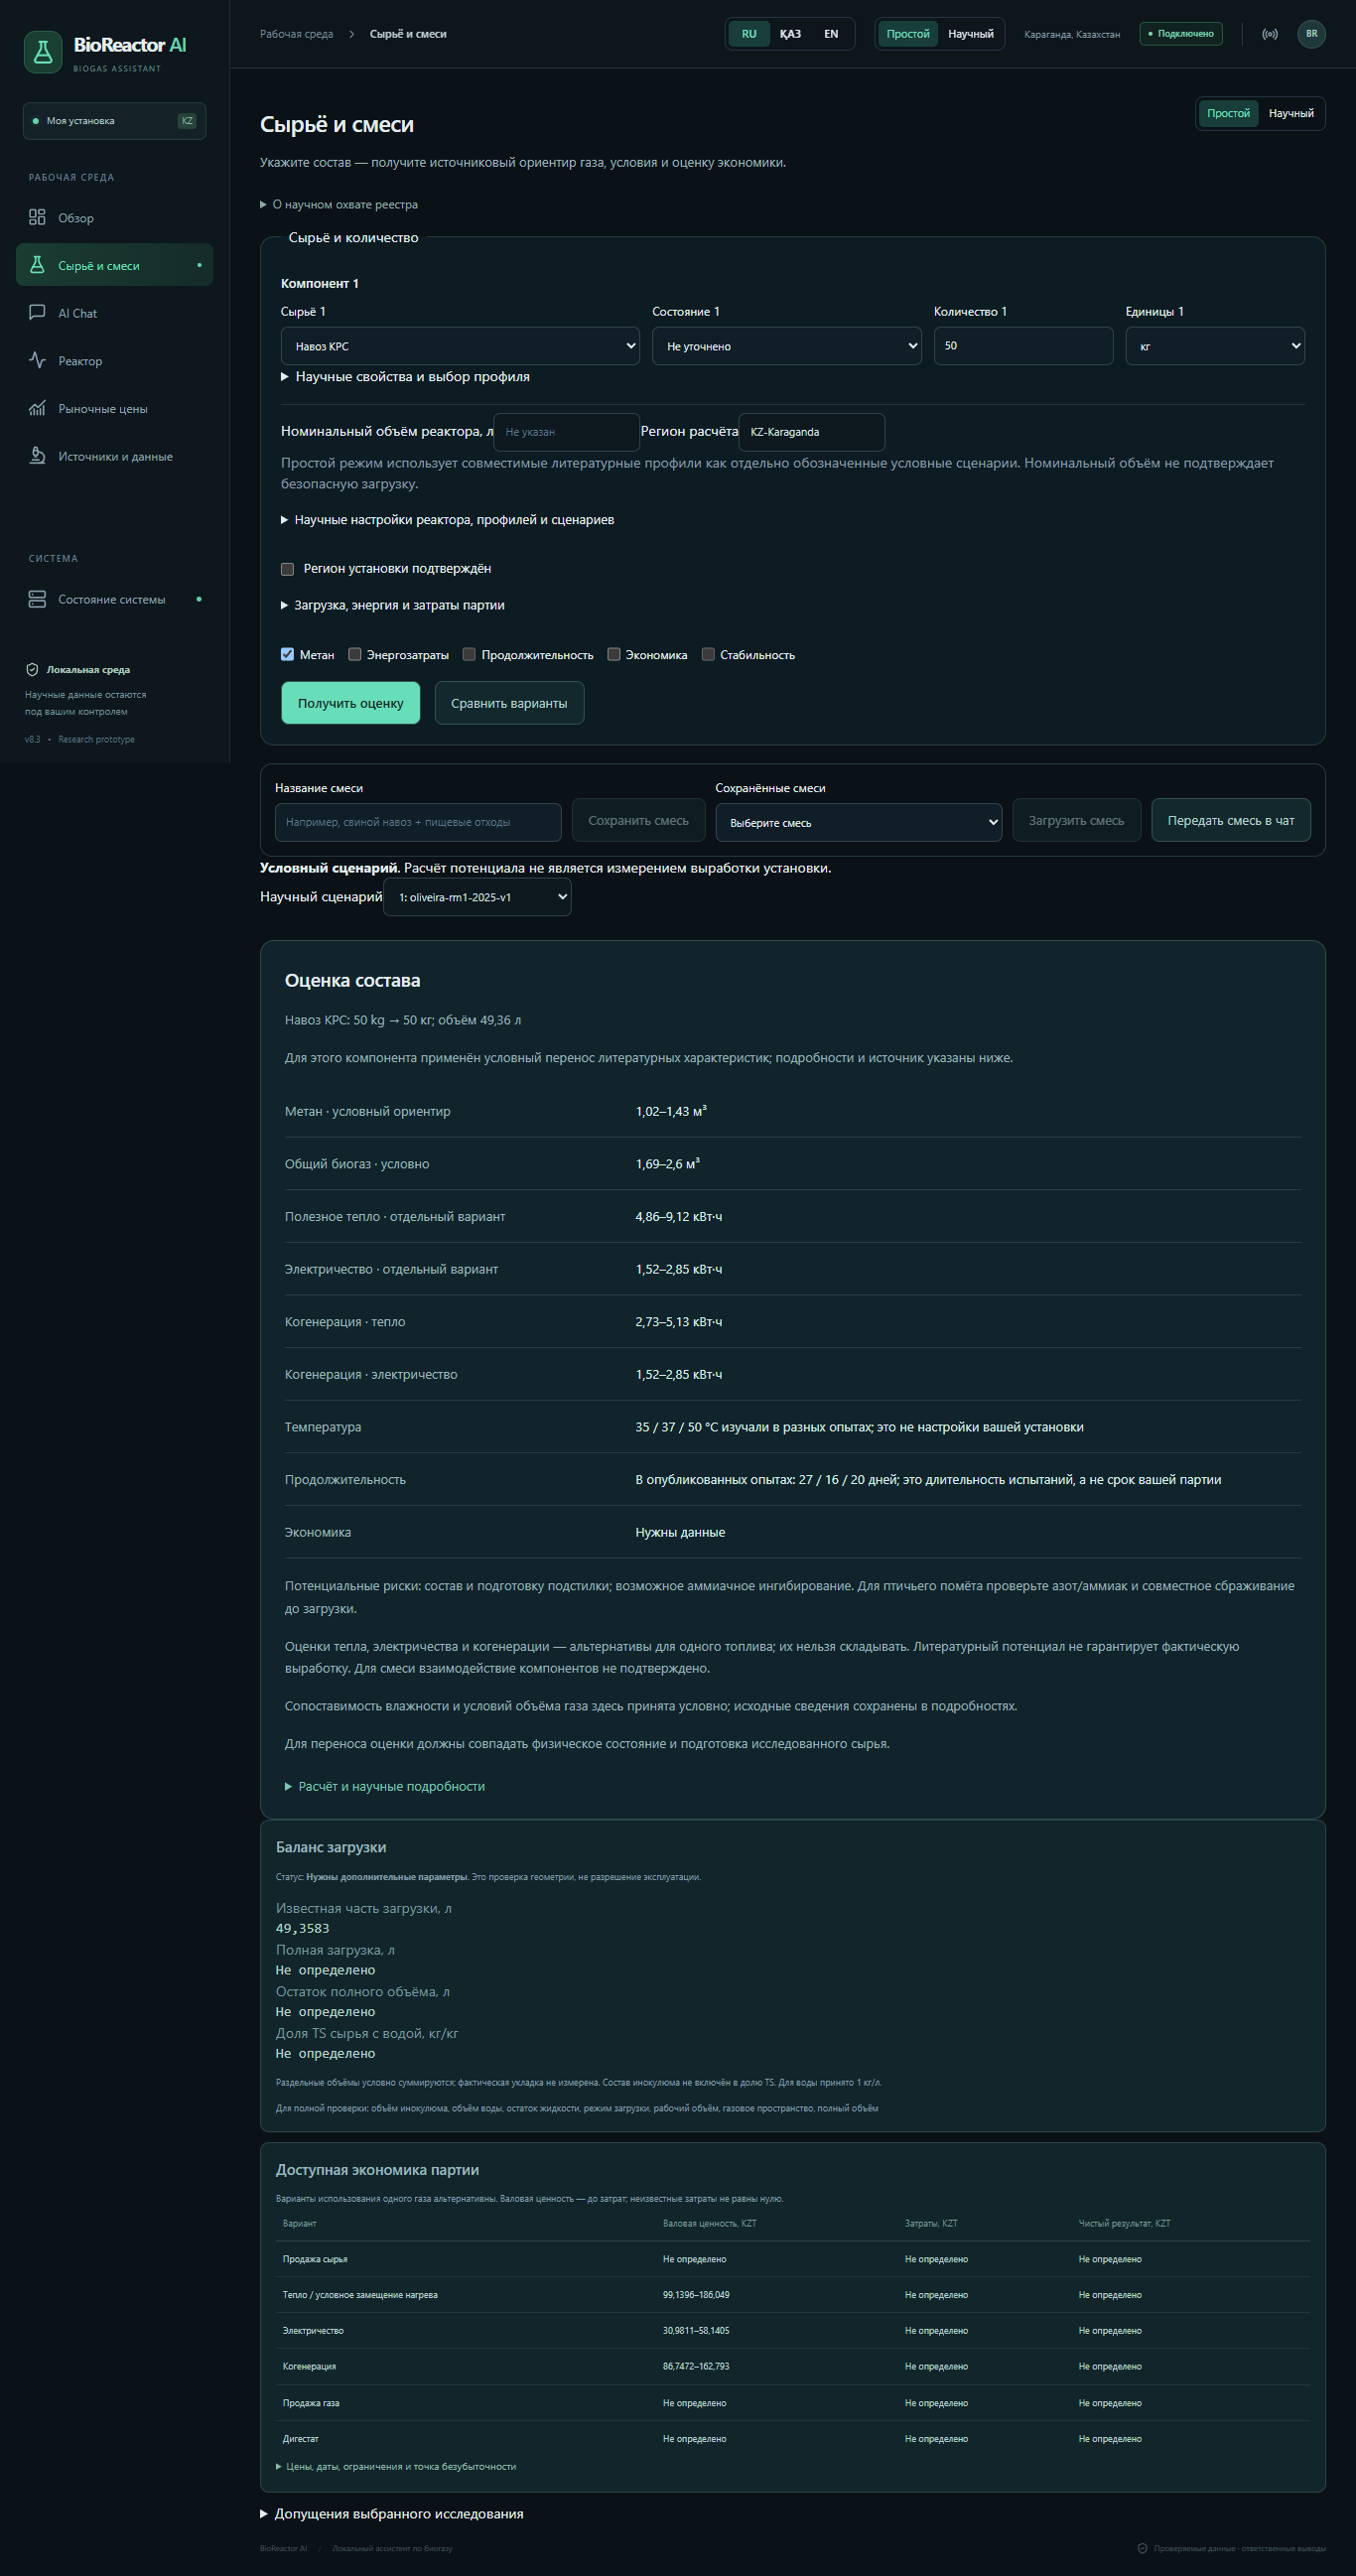 BioReactor AI
BIOGAS ASSISTANT
Моя установка KZ
РАБОЧАЯ СРЕДА
Обзор
Сырьё и смеси
AI Chat
Реактор
Рыночные цены
Источники и данные
СИСТЕМА
Состояние системы
Локальная среда
Научные данные остаются
под вашим контролем
v8.3 • Research prototype
Рабочая среда > Сырьё и смеси
RU ҚАЗ EN
Простой Научный
Караганда, Казахстан
• Подключено
BR
Сырьё и смеси
Простой Научный
Укажите состав — получите источниковый ориентир газа, условия и оценку экономики.
О научном охвате реестра
Сырьё и количество
Компонент 1
Сырьё 1 Состояние 1 Количество 1 Единицы 1
Навоз КРС Не уточнено 50 кг
Научные свойства и выбор профиля
Номинальный объём реактора, л Не указан Регион расчёта KZ-Karaganda
Простой режим использует совместимые литературные профили как отдельно обозначенные условные сценарии. Номинальный объём не подтверждает
безопасную загрузку.
Научные настройки реактора, профилей и сценариев
Регион установки подтверждён
Загрузка, энергия и затраты партии
Метан Энергозатраты Продолжительность Экономика Стабильность
Получить оценку Сравнить варианты
Название смеси Сохранённые смеси
Например, свиной навоз + пищевые отходы Сохранить смесь Выберите смесь Загрузить смесь Передать смесь в чат
Условный сценарий. Расчёт потенциала не является измерением выработки установки.
Научный сценарий 1: oliveira-rm1-2025-v1
Оценка состава
Навоз КРС: 50 kg → 50 кг; объём 49,36 л
Для этого компонента применён условный перенос литературных характеристик; подробности и источник указаны ниже.
Метан · условный ориентир 1,02–1,43 м³
Общий биогаз · условно 1,69–2,6 м³
Полезное тепло · отдельный вариант 4,86–9,12 кВт·ч
Электричество · отдельный вариант 1,52–2,85 кВт·ч
Когенерация · тепло 2,73–5,13 кВт·ч
Когенерация · электричество 1,52–2,85 кВт·ч
Температура 35 / 37 / 50 °C изучали в разных опытах; это не настройки вашей установки
Продолжительность В опубликованных опытах: 27 / 16 / 20 дней; это длительность испытаний, а не срок вашей партии
Экономика Нужны данные
Потенциальные риски: состав и подготовку подстилки; возможное аммиачное ингибирование. Для птичьего помёта проверьте азот/аммиак и совместное сбраживание
до загрузки.
Оценки тепла, электричества и когенерации — альтернативы для одного топлива; их нельзя складывать. Литературный потенциал не гарантирует фактическую
выработку. Для смеси взаимодействие компонентов не подтверждено.
Сопоставимость влажности и условий объёма газа здесь принята условно; исходные сведения сохранены в подробностях.
Для переноса оценки должны совпадать физическое состояние и подготовка исследованного сырья.
Расчёт и научные подробности
Баланс загрузки
Статус: Нужны дополнительные параметры. Это проверка геометрии, не разрешение эксплуатации.
Известная часть загрузки, л
49,3583
Полная загрузка, л
Не определено
Остаток полного объёма, л
Не определено
Доля TS сырья с водой, кг/кг
Не определено
Раздельные объёмы условно суммируются; фактическая укладка не измерена. Состав инокулюма не включён в долю TS. Для воды принято 1 кг/л.
Для полной проверки: объём инокулюма, объём воды, остаток жидкости, режим загрузки, рабочий объём, газовое пространство, полный объём
Доступная экономика партии
Варианты использования одного газа альтернативны. Валовая ценность — до затрат; неизвестные затраты не равны нулю.
Вариант Валовая ценность, KZT Затраты, KZT Чистый результат, KZT
Продажа сырья Не определено Не определено Не определено
Тепло / условное замещение нагрева 99,1396–186,049 Не определено Не определено
Электричество 30,9811–58,1405 Не определено Не определено
Когенерация 86,7472–162,793 Не определено Не определено
Продажа газа Не определено Не определено Не определено
Дигестат Не определено Не определено Не определено
Цены, даты, ограничения и точка безубыточности
Допущения выбранного исследования
BioReactor AI / Локальный ассистент по биогазу
Проверяемые данные · ответственные выводы